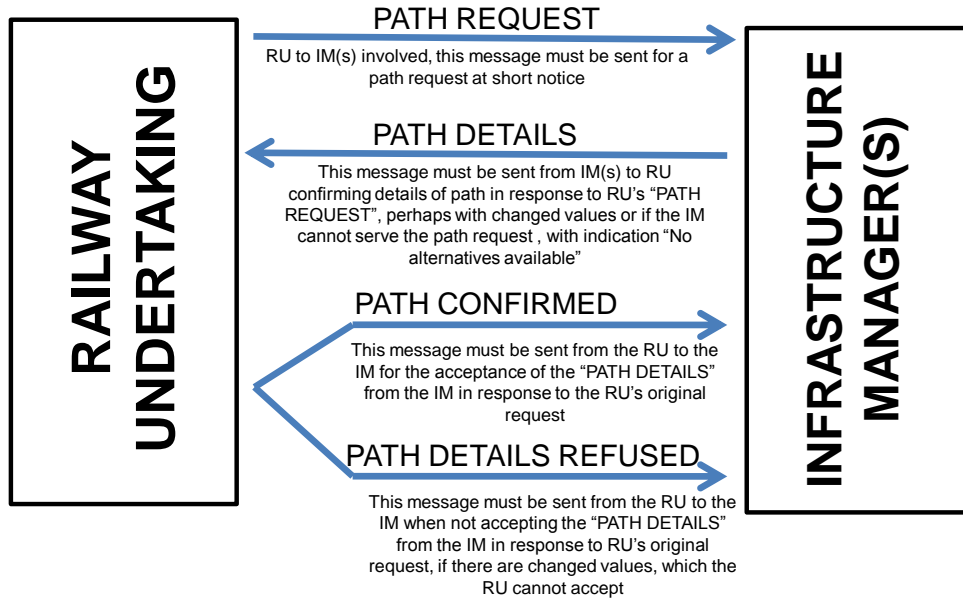 RAILWAY
UNDERTAKING
PATH REQUEST
RU to IM(s) involved, this message must be sent for a
path request at short notice
PATH DETAILS
This message must be sent from IM(s) to RU
confirming details of path in response to RU’s “PATH
REQUEST”, perhaps with changed values or if the IM
cannot serve the path request , with indication “No
alternatives available”
PATH CONFIRMED
This message must be sent from the RU to the
IM for the acceptance of the “PATH DETAILS”
from the IM in response to the RU’s original
request
PATH DETAILS REFUSED
This message must be sent from the RU to the
IM when not accepting the “PATH DETAILS”
from the IM in response to RU’s original
request, if there are changed values, which the
RU cannot accept
INFRASTRUCTURE
MANAGER(S)